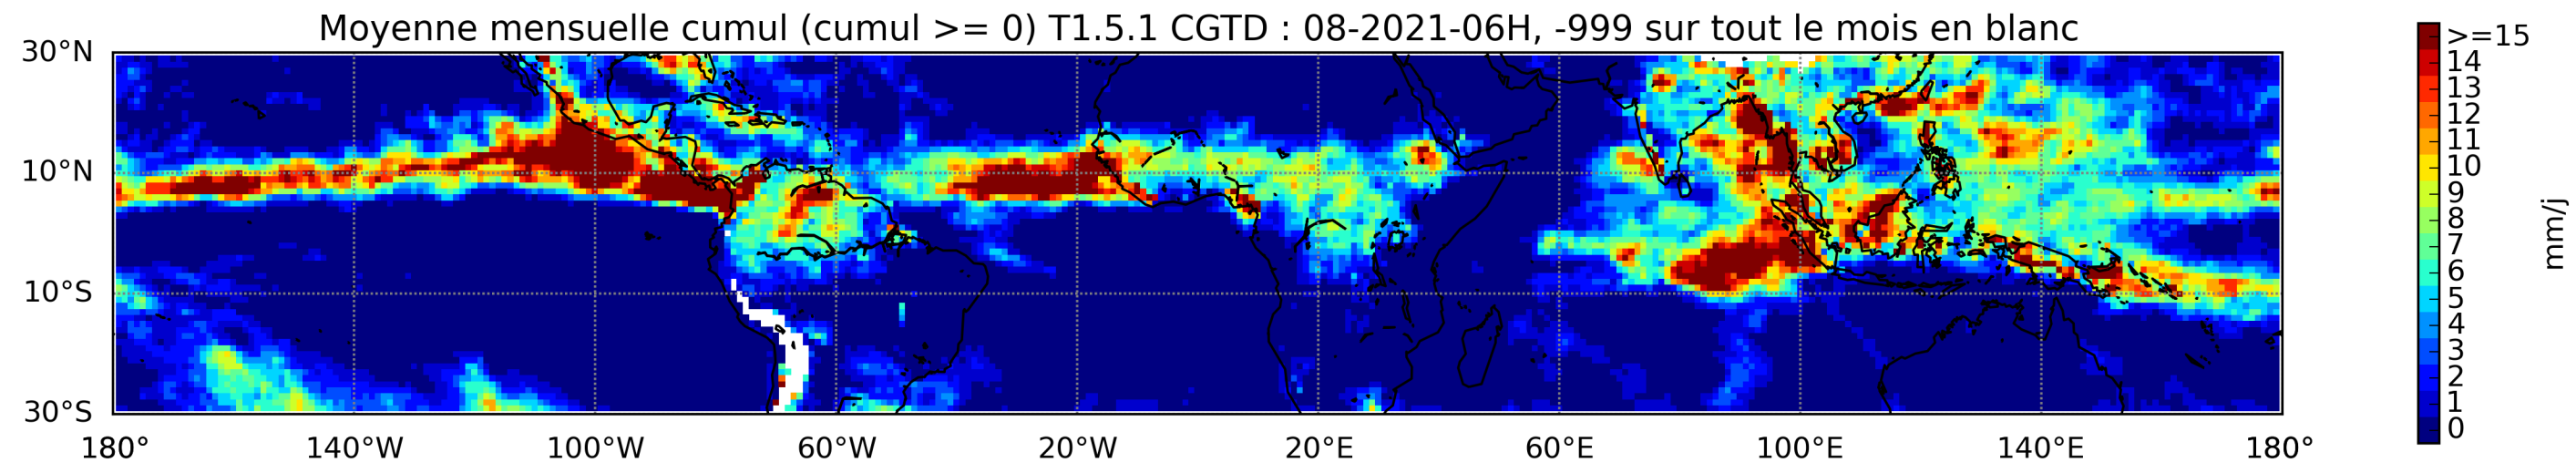 Moyenne mensuelle cumul (cumul >= 0) T1.5.1 CGTD : 08-2021-06H, -999 sur tout le mois en blanc
30°N
10°N
10°S
30°S
180°
140°W
100°W
60°W
20°W
20°E
60°E
100°E
140°E
180°
>=15
14
13
12
11
10
9
8
7
6
5
4
3
2
1
0
mm/j